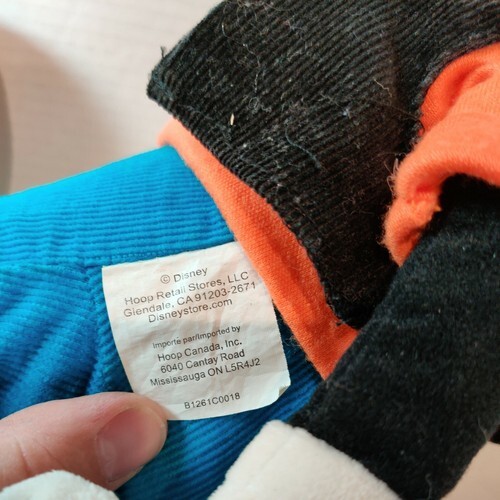 © Disney
Hoop Retail Stores, LLC
Glendale, CA 91203-2671
Disneystore.com
Importe par/imported by
Hoop Canada, Inc.
6040 Cantay Road
Mississauga ON L5R4J2
B1261C0018